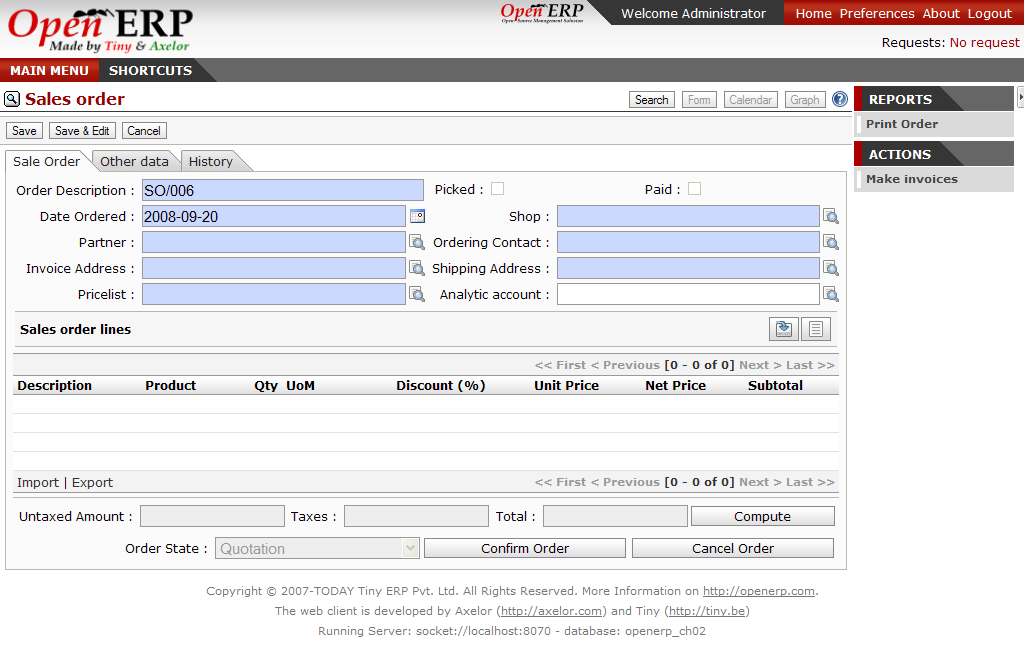 Open ERP
Made by Tiny & Axelor
Open ERP
Open Source Management Solution
Welcome Administrator
Home Preferences About Logout
Requests: No request
MAIN MENU SHORTCUTS
Sales order
Search Form Calendar Graph ?
REPORTS
Print Order
ACTIONS
Make invoices
Save Save & Edit Cancel
Sale Order Other data History
Order Description : SO/006 Picked : Paid :
Date Ordered : 2008-09-20 Shop :
Partner : Ordering Contact :
Invoice Address : Shipping Address :
Pricelist : Analytic account :
Sales order lines
<< First < Previous [0 - 0 of 0] Next > Last >>
Description Product Qty UoM Discount (%) Unit Price Net Price Subtotal
Import | Export << First < Previous [0 - 0 of 0] Next > Last >>
Untaxed Amount : Taxes : Total : Compute
Order State : Quotation Confirm Order Cancel Order
Copyright © 2007-TODAY Tiny ERP Pvt. Ltd. All Rights Reserved. More Information on http://openerp.com.
The web client is developed by Axelor (http://axelor.com) and Tiny (http://tiny.be)
Running Server: socket://localhost:8070 - database: openerp_ch02